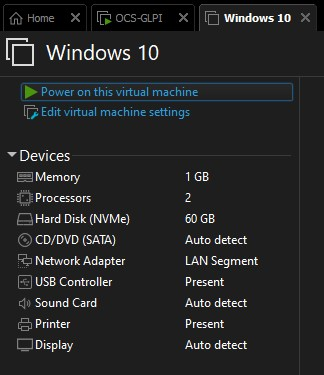 Home OCS-GLPI Windows 10
Windows 10
Power on this virtual machine
Edit virtual machine settings
Devices
Memory 1 GB
Processors 2
Hard Disk (NVMe) 60 GB
CD/DVD (SATA) Auto detect
Network Adapter LAN Segment
USB Controller Present
Sound Card Auto detect
Printer Present
Display Auto detect